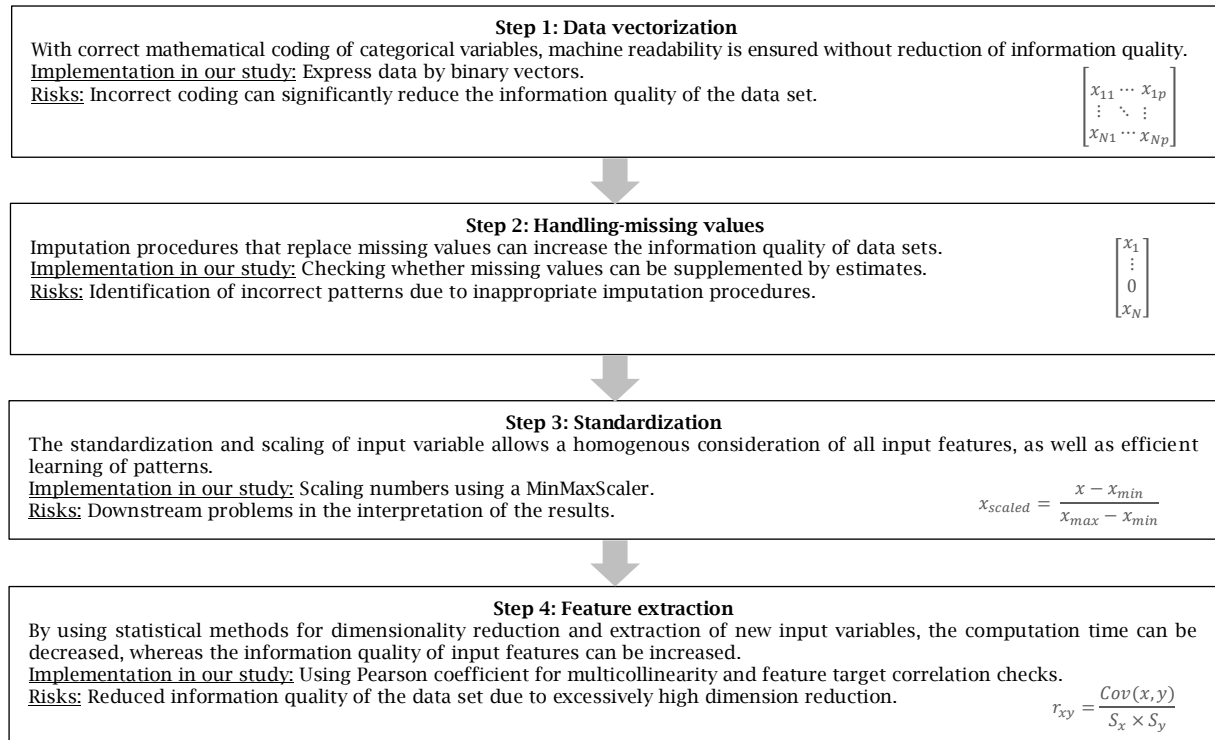 Step 1: Data vectorization
With correct mathematical coding of categorical variables, machine readability is ensured without reduction of information quality.
Implementation in our study: Express data by binary vectors.
Risks: Incorrect coding can significantly reduce the information quality of the data set.
x11 ⋯ x1p
⋮ ⋱ ⋮
xN1 ⋯ xNp
Step 2: Handling-missing values
Imputation procedures that replace missing values can increase the information quality of data sets.
Implementation in our study: Checking whether missing values can be supplemented by estimates.
Risks: Identification of incorrect patterns due to inappropriate imputation procedures.
x1
⋮
0
xN
Step 3: Standardization
The standardization and scaling of input variable allows a homogenous consideration of all input features, as well as efficient
learning of patterns.
Implementation in our study: Scaling numbers using a MinMaxScaler.
Risks: Downstream problems in the interpretation of the results.
xscaled = (x − xmin) / (xmax − xmin)
Step 4: Feature extraction
By using statistical methods for dimensionality reduction and extraction of new input variables, the computation time can be
decreased, whereas the information quality of input features can be increased.
Implementation in our study: Using Pearson coefficient for multicollinearity and feature target correlation checks.
Risks: Reduced information quality of the data set due to excessively high dimension reduction.
rxy = Cov(x, y) / (Sx × Sy)